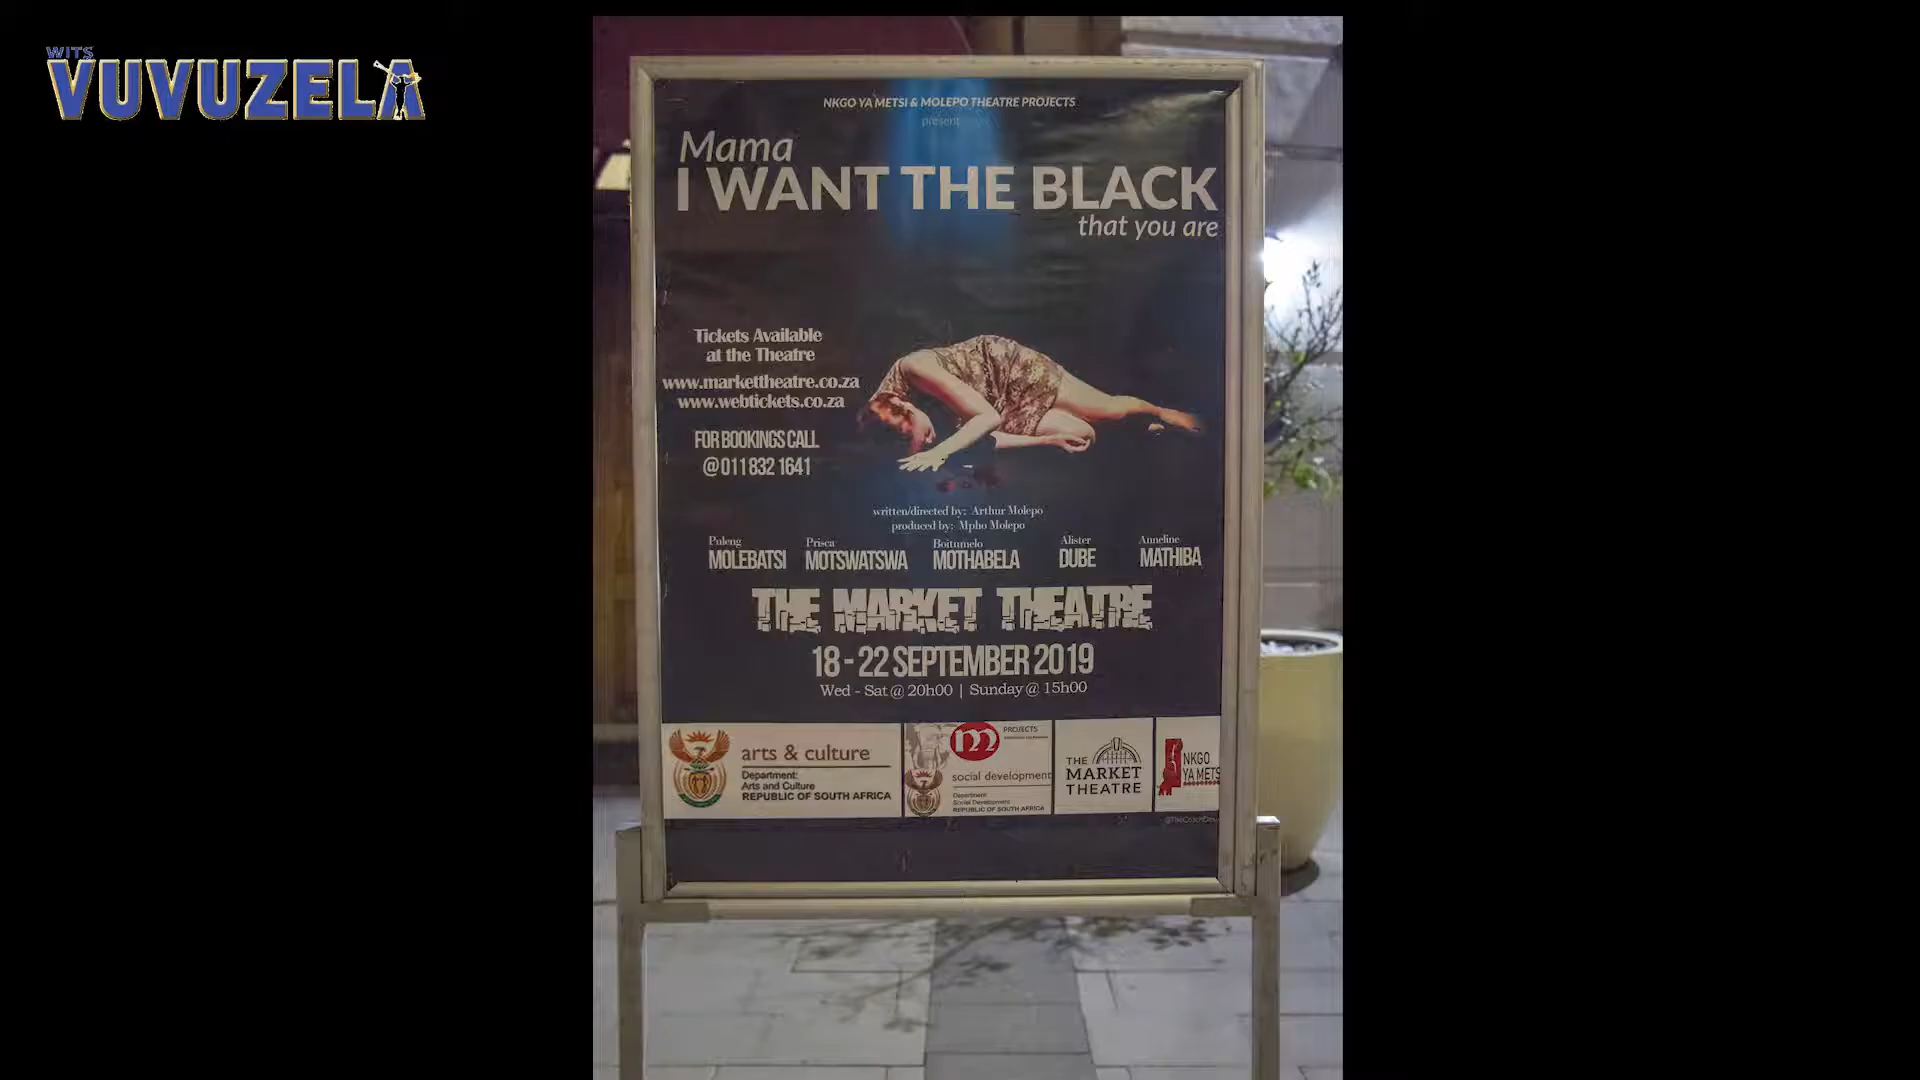 WITS
VUVUZELA
NKGO YA METSI & MOLEPO THEATRE PROJECTS
present
Mama
I WANT THE BLACK
that you are
Tickets Available
at the Theatre
www.markettheatre.co.za
www.webtickets.co.za
FOR BOOKINGS CALL
@ 011 832 1641
written/directed by: Arthur Molepo
produced by: Mpho Molepo
Puleng MOLEBATSI
Prisca MOTSWATSWA
Boitumelo MOTHABELA
Alister DUBE
Anneline MATHIBA
THE MARKET THEATRE
18 - 22 SEPTEMBER 2019
Wed - Sat @ 20h00 | Sunday @ 15h00
arts & culture
Department:
Arts and Culture
REPUBLIC OF SOUTH AFRICA
m
PROJECTS
social development
Department:
Social Development
REPUBLIC OF SOUTH AFRICA
THE
MARKET
THEATRE
NKGO
YA METS